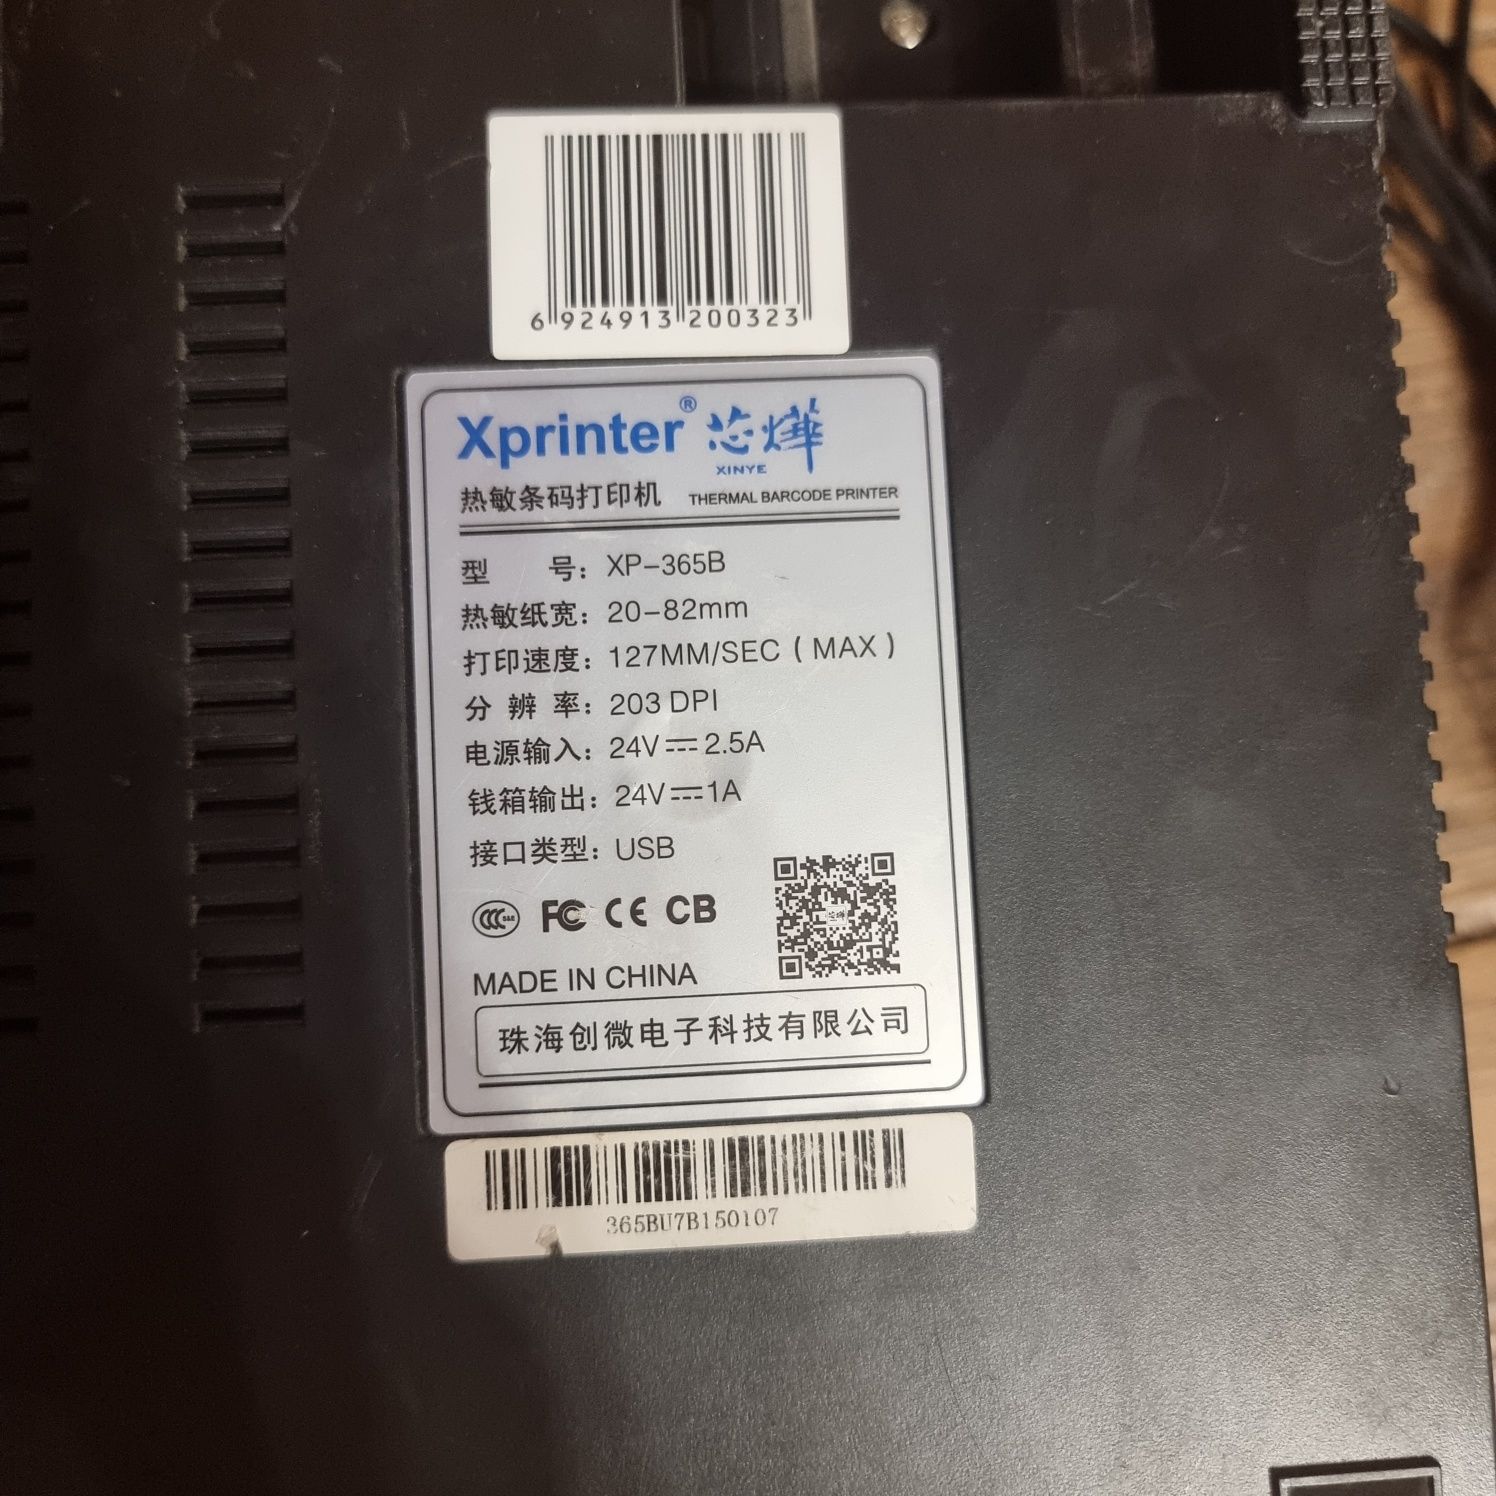 6 924913 200323
Xprinter® 芯烨
XINYE
热敏条码打印机 THERMAL BARCODE PRINTER
型 号：XP-365B
热敏纸宽：20-82mm
打印速度：127MM/SEC（MAX）
分 辨 率：203 DPI
电源输入：24V⎓2.5A
钱箱输出：24V⎓1A
接口类型：USB
CCC S&E FC CE CB
芯烨
MADE IN CHINA
珠海创微电子科技有限公司
365BU7B150107